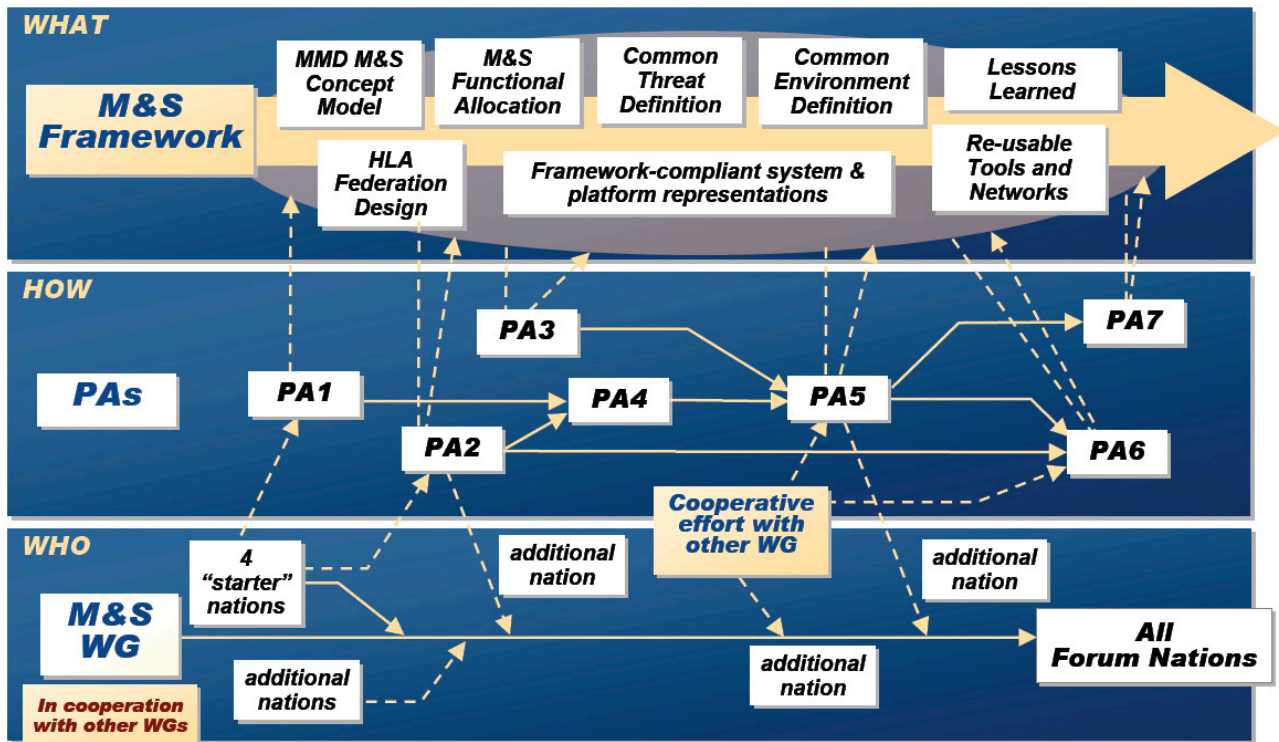 WHAT
M&S
Framework
MMD M&S
Concept
Model
M&S
Functional
Allocation
Common
Threat
Definition
Common
Environment
Definition
Lessons
Learned
HLA
Federation
Design
Framework-compliant system &
platform representations
Re-usable
Tools and
Networks
HOW
PAs
PA1
PA2
PA3
PA4
PA5
PA6
PA7
Cooperative
effort with
other WG
WHO
M&S
WG
In cooperation
with other WGs
4
“starter”
nations
additional
nations
additional
nation
additional
nation
additional
nation
All
Forum Nations